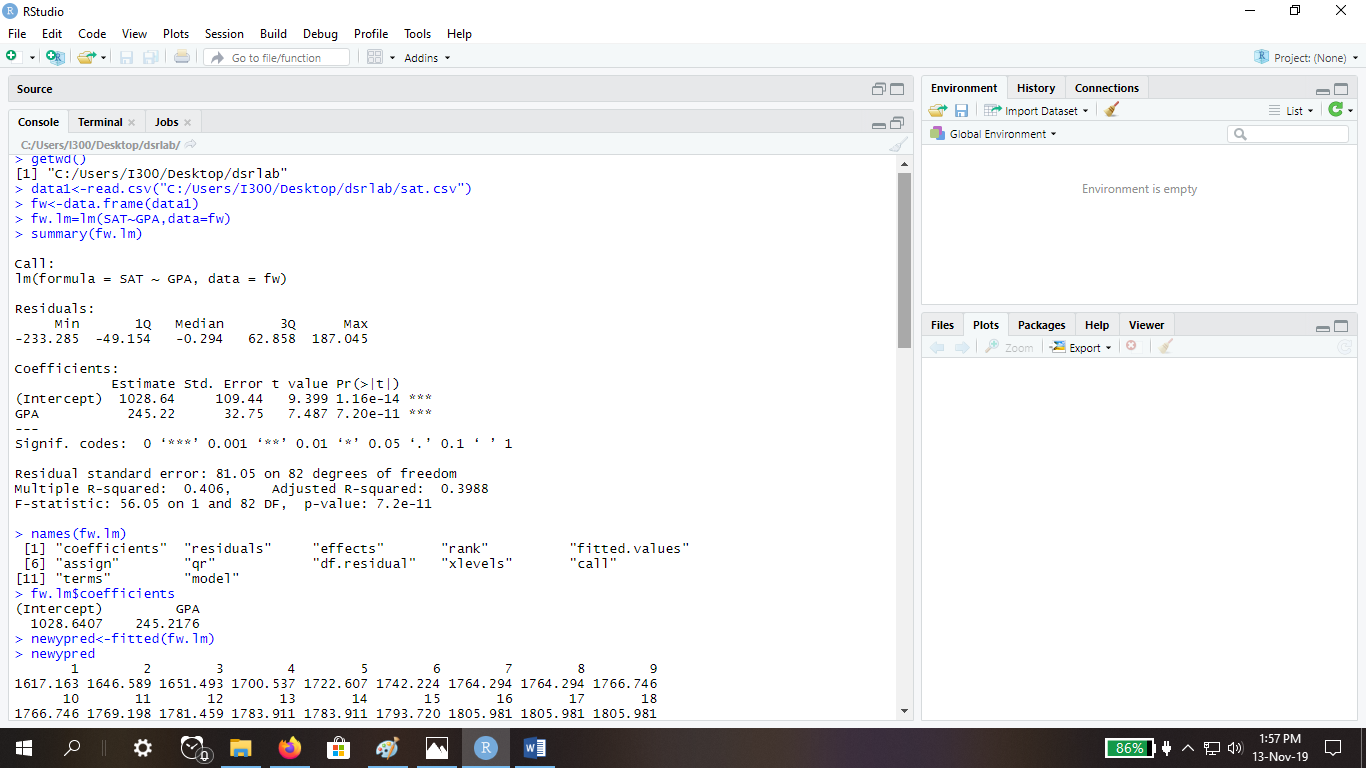 RStudio
File Edit Code View Plots Session Build Debug Profile Tools Help
Go to file/function
Addins
Project: (None)
Source
Console Terminal Jobs
C:/Users/I300/Desktop/dsrlab/
> getwd()
[1] "C:/Users/I300/Desktop/dsrlab"
> data1<-read.csv("C:/Users/I300/Desktop/dsrlab/sat.csv")
> fw<-data.frame(data1)
> fw.lm=lm(SAT~GPA,data=fw)
> summary(fw.lm)
Call:
lm(formula = SAT ~ GPA, data = fw)
Residuals:
Min 1Q Median 3Q Max
-233.285 -49.154 -0.294 62.858 187.045
Coefficients:
Estimate Std. Error t value Pr(>|t|)
(Intercept) 1028.64 109.44 9.399 1.16e-14 ***
GPA 245.22 32.75 7.487 7.20e-11 ***
---
Signif. codes: 0 ‘***’ 0.001 ‘**’ 0.01 ‘*’ 0.05 ‘.’ 0.1 ‘ ’ 1
Residual standard error: 81.05 on 82 degrees of freedom
Multiple R-squared: 0.406, Adjusted R-squared: 0.3988
F-statistic: 56.05 on 1 and 82 DF, p-value: 7.2e-11
> names(fw.lm)
[1] "coefficients" "residuals" "effects" "rank" "fitted.values"
[6] "assign" "qr" "df.residual" "xlevels" "call"
[11] "terms" "model"
> fw.lm$coefficients
(Intercept) GPA
1028.6407 245.2176
> newypred<-fitted(fw.lm)
> newypred
1 2 3 4 5 6 7 8 9
1617.163 1646.589 1651.493 1700.537 1722.607 1742.224 1764.294 1764.294 1766.746
10 11 12 13 14 15 16 17 18
1766.746 1769.198 1781.459 1783.911 1783.911 1793.720 1805.981 1805.981 1805.981
Environment History Connections
Import Dataset
List
Global Environment
Environment is empty
Files Plots Packages Help Viewer
Zoom Export
86%
1:57 PM
13-Nov-19